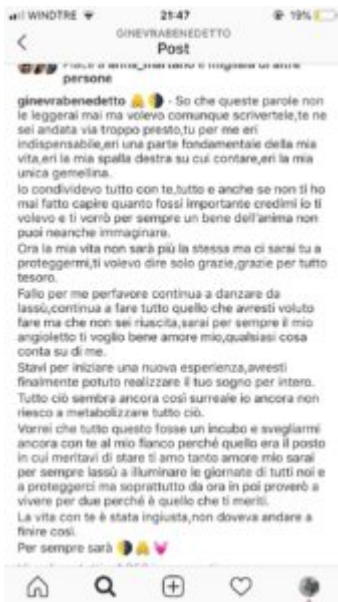 WINDTRE 21:47 19%
GINEVRABENEDETTO
Post
Piace a anna_martano e migliaia di altre
persone
ginevrabenedetto - So che queste parole non
le leggerai mai ma volevo comunque scrivertele,te ne
sei andata via troppo presto,tu per me eri
indispensabile,eri una parte fondamentale della mia
vita,eri la mia spalla destra su cui contare,eri la mia
unica gemellina.
Io condividevo tutto con te,tutto e anche se non ti ho
mai fatto capire quanto fossi importante credimi io ti
volevo e ti vorrò per sempre un bene dell'anima non
puoi neanche immaginare.
Ora la mia vita non sarà più la stessa ma ci sarai tu a
proteggermi,ti volevo dire solo grazie,grazie per tutto
tesoro.
Fallo per me perfavore continua a danzare da
lassù,continua a fare tutto quello che avresti voluto
fare ma che non sei riuscita,sarai per sempre il mio
angioletto ti voglio bene amore mio,qualsiasi cosa
conta su di me.
Stavi per iniziare una nuova esperienza,avresti
finalmente potuto realizzare il tuo sogno per intero.
Tutto ciò sembra ancora così surreale io ancora non
riesco a metabolizzare tutto ciò.
Vorrei che tutto questo fosse un incubo e svegliarmi
ancora con te al mio fianco perché quello era il posto
in cui meritavi di stare ti amo tanto amore mio sarai
per sempre lassù a illuminare le giornate di tutti noi e
a proteggerci ma soprattutto da ora in poi proverò a
vivere per due perché è quello che ti meriti.
La vita con te è stata ingiusta,non doveva andare a
finire così.
Per sempre sarà